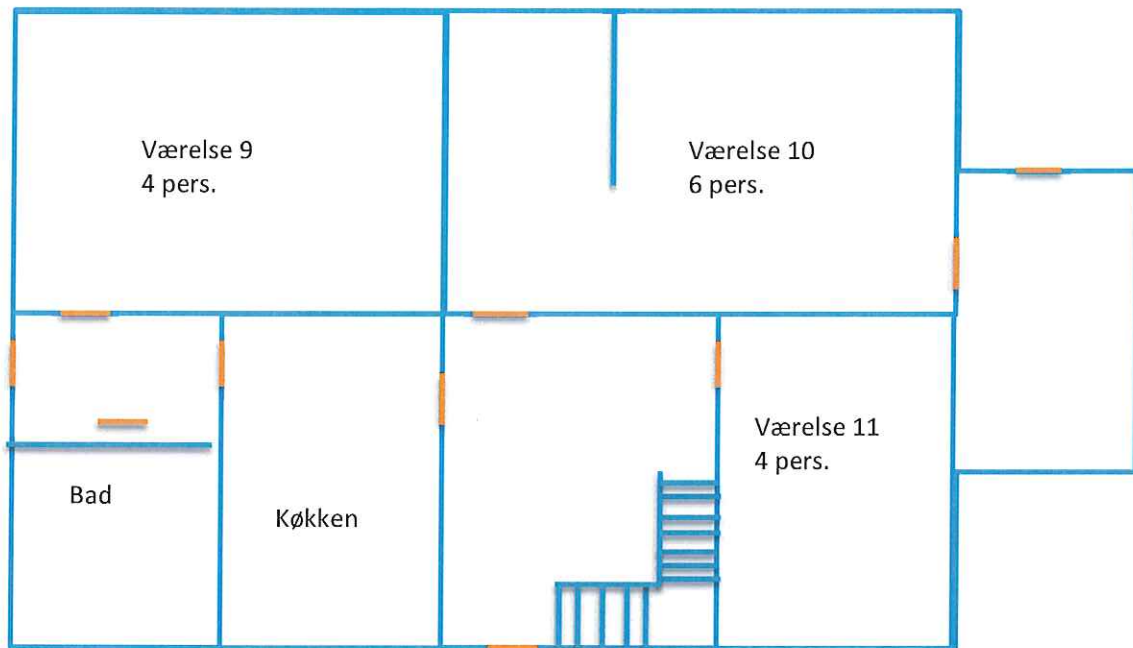 Værelse 9
4 pers.
Værelse 10
6 pers.
Værelse 11
4 pers.
Bad
Køkken